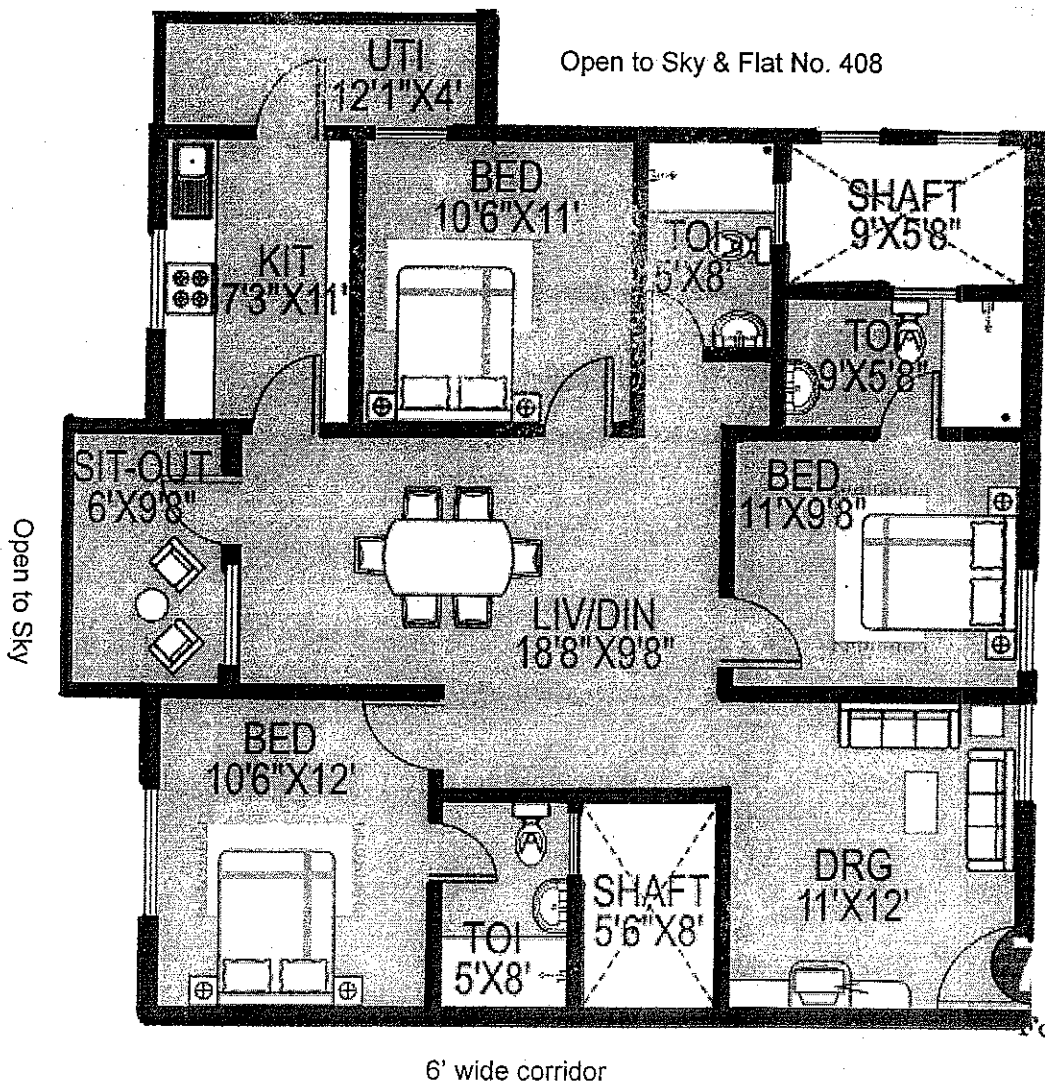 UTI
12'1"X4'
Open to Sky & Flat No. 408
BED
10'6"X11'
SHAFT
9'X5'8"
TOI
5'X8'
KIT
7'3"X11'
TOI
9'X5'8"
SIT-OUT
6'X9'8"
BED
11'X9'8"
Open to Sky
LIV/DIN
18'8"X9'8"
BED
10'6"X12'
DRG
11'X12'
SHAFT
5'6"X8'
TOI
5'X8'
6' wide corridor